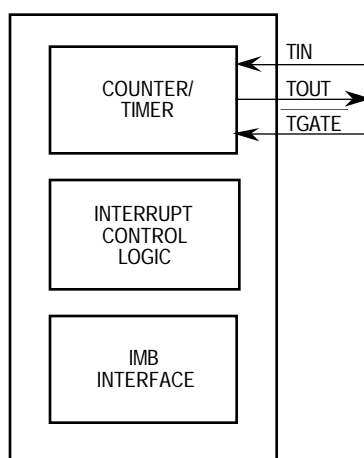 TIN
COUNTER/
TIMER
TOUT
TGATE
INTERRUPT
CONTROL
LOGIC
IMB
INTERFACE